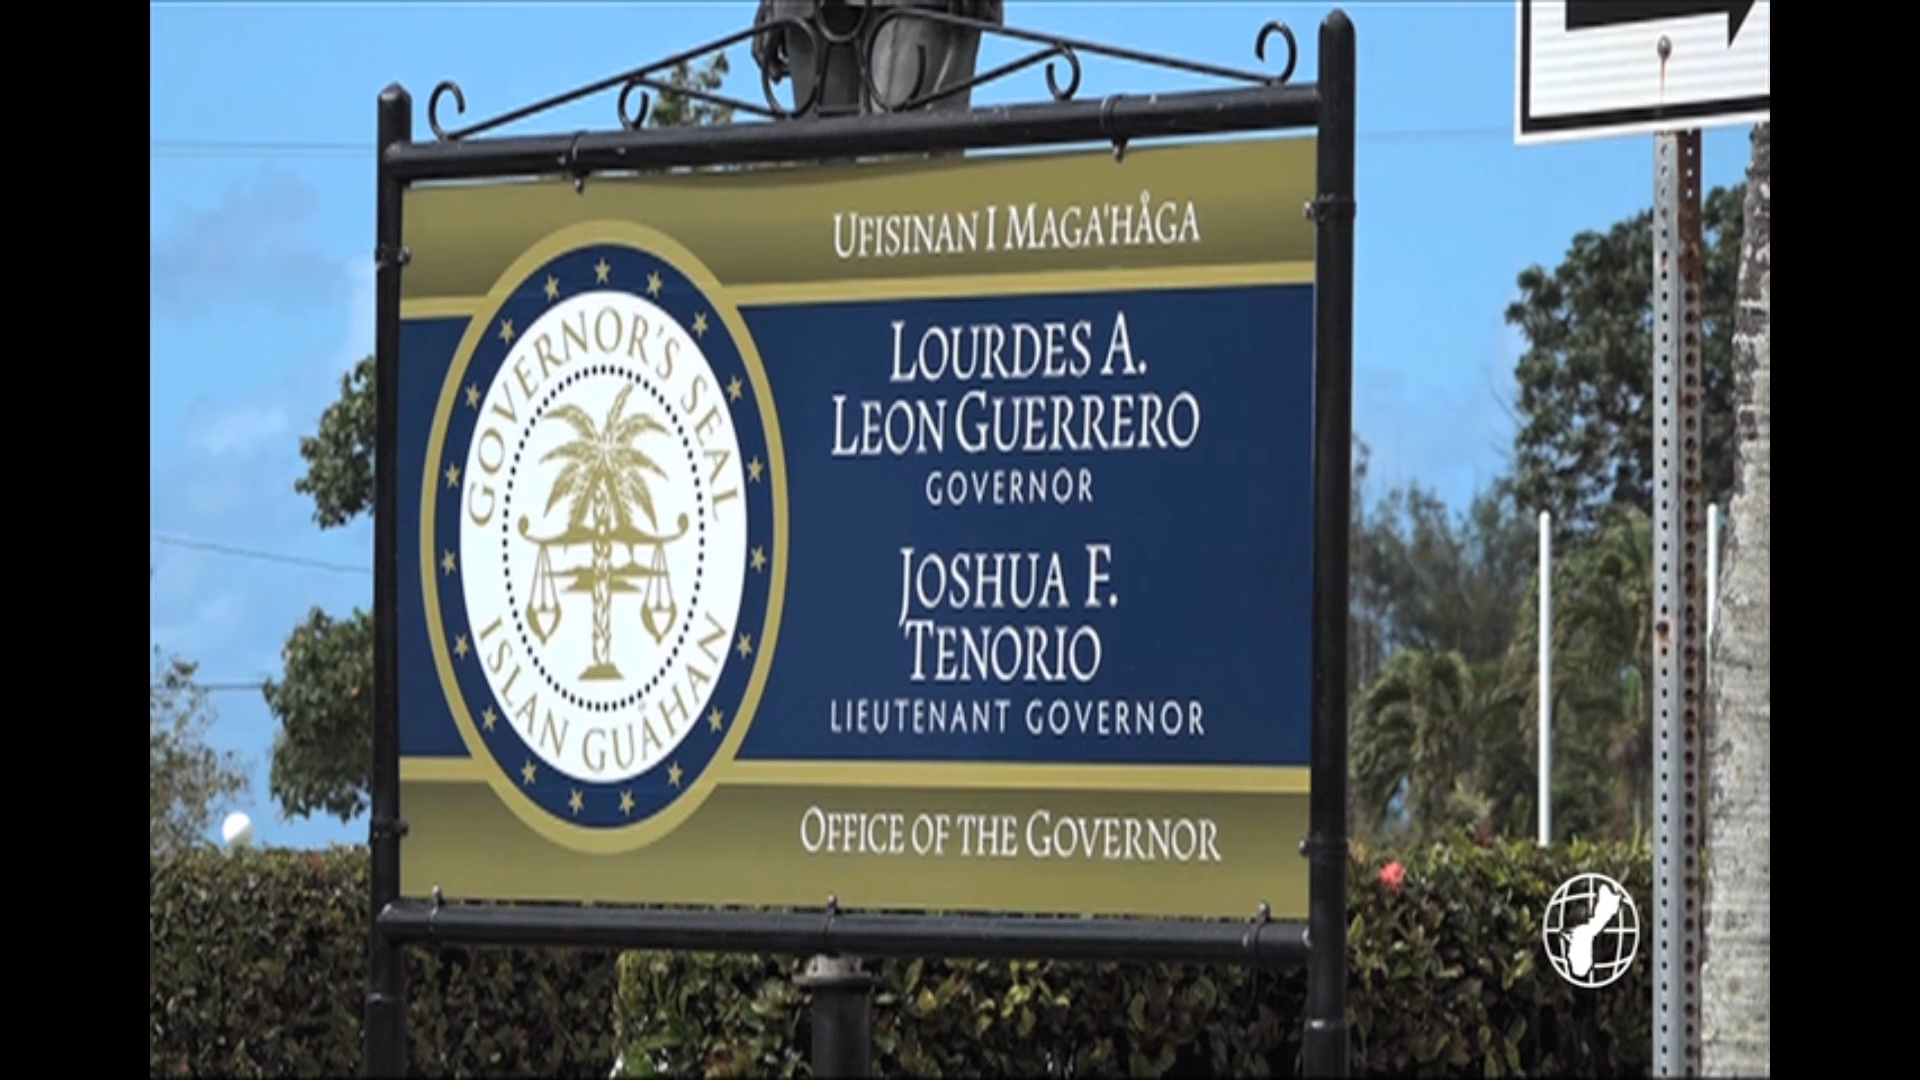 UFISINAN I MAGA'HÅGA
GOVERNOR'S SEAL
ISLAN GUÅHAN
LOURDES A.
LEON GUERRERO
GOVERNOR
JOSHUA F.
TENORIO
LIEUTENANT GOVERNOR
OFFICE OF THE GOVERNOR